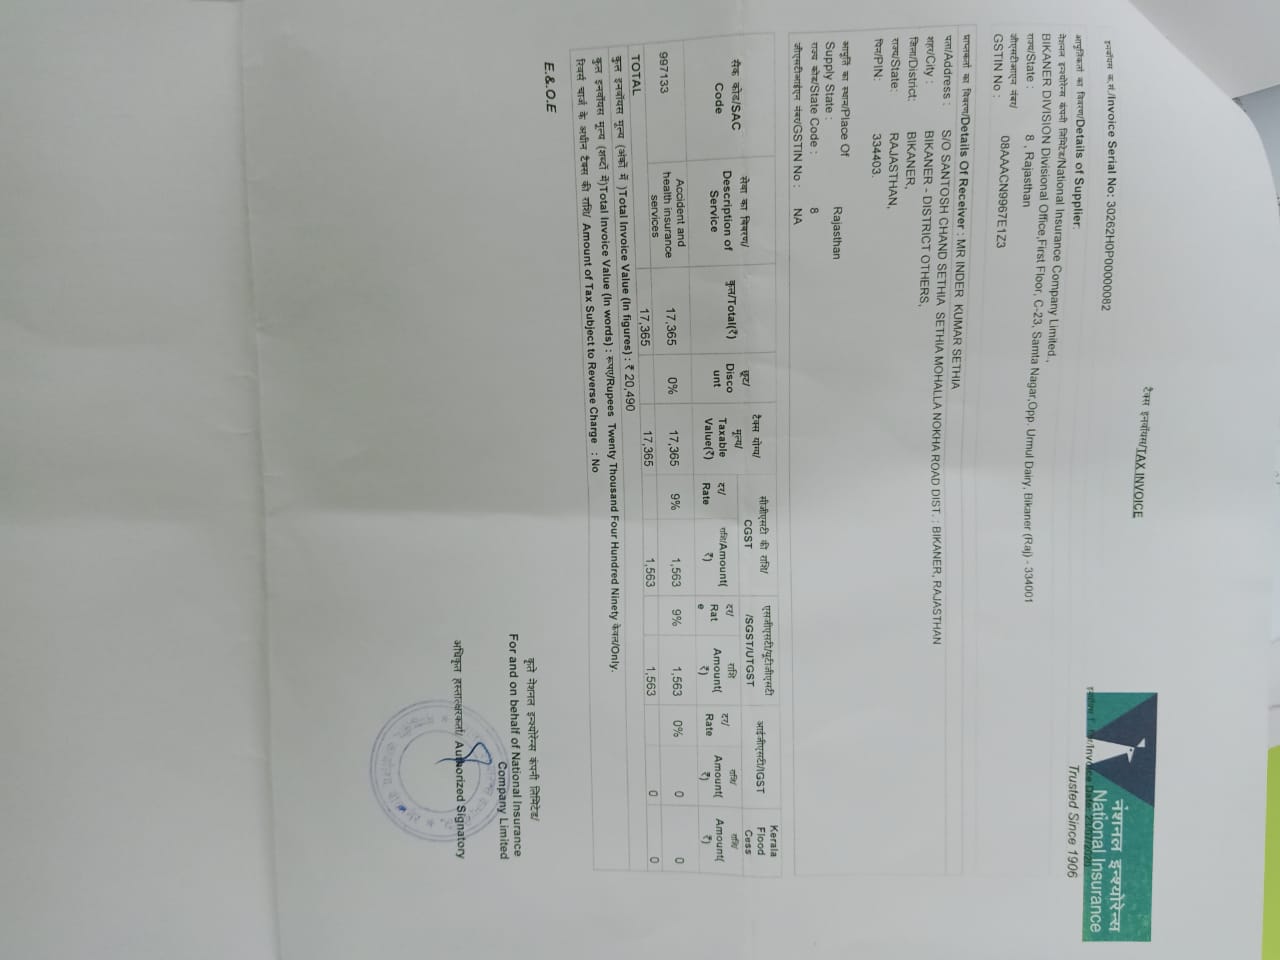 टैक्स इनवॉयस/TAX INVOICE
नेशनल इन्श्योरेन्स
National Insurance
Trusted Since 1906
इनवॉयस क्र.सं./Invoice Serial No: 30262H0P00000082
आपूर्तिकर्ता का विवरण/Details of Supplier:
नेशनल इन्श्योरेन्स कंपनी लिमिटेड/National Insurance Company Limited.,
BIKANER DIVISION Divisional Office,First Floor, C-23, Samta Nagar,Opp. Urmul Dairy, Bikaner (Raj) - 334001
राज्य/State : 8 , Rajasthan
जीएसटीआइएन नंबर/
GSTIN No : 08AAACN9967E1Z3
प्राप्तकर्ता का विवरण/Details Of Receiver : MR INDER KUMAR SETHIA
पता/Address : S/O SANTOSH CHAND SETHIA SETHIA MOHALLA NOKHA ROAD DIST. : BIKANER, RAJASTHAN
शहर/City : BIKANER - DISTRICT OTHERS,
जिला/District: BIKANER,
राज्य/State: RAJASTHAN,
पिन/PIN: 334403.
आपूर्ति का स्थान/Place Of
Supply State : Rajasthan
राज्य कोड/State Code : 8
जीएसटीआईएन नंबर/GSTIN No : NA
सैक कोड/SAC Code सेवा का विवरण/ Description of Service कुल/Total(₹) छूट/ Disco unt टैक्स योग्य/ मूल्य/ Taxable Value(₹) सीजीएसटी की राशि/ CGST एसजीएसटी/यूटीजीएसटी /SGST/UTGST आईजीएसटी/IGST Kerala Flood Cess
दर/ Rate राशि/Amount( ₹) दर/ Rat e राशि Amount( ₹) दर/ Rate राशि/ Amount( ₹) राशि/ Amount( ₹)
997133 Accident and health insurance services 17,365 0% 17,365 9% 1,563 9% 1,563 0% 0 0
TOTAL 17,365 17,365 1,563 1,563 0 0
कुल इनवॉयस मूल्य (अंकों में )Total Invoice Value (In figures) : ₹ 20,490
कुल इनवॉयस मूल्य (शब्दों में)Total Invoice Value (In words) : रूपए/Rupees Twenty Thousand Four Hundred Ninety केवल/Only.
रिवर्स चार्ज के अधीन टैक्स की राशि/ Amount of Tax Subject to Reverse Charge : No
E.&.O.E
कृते नेशनल इन्श्योरेन्स कंपनी लिमिटेड/
For and on behalf of National Insurance
Company Limited
अधिकृत हस्ताक्षरकर्ता/ Authorized Signatory